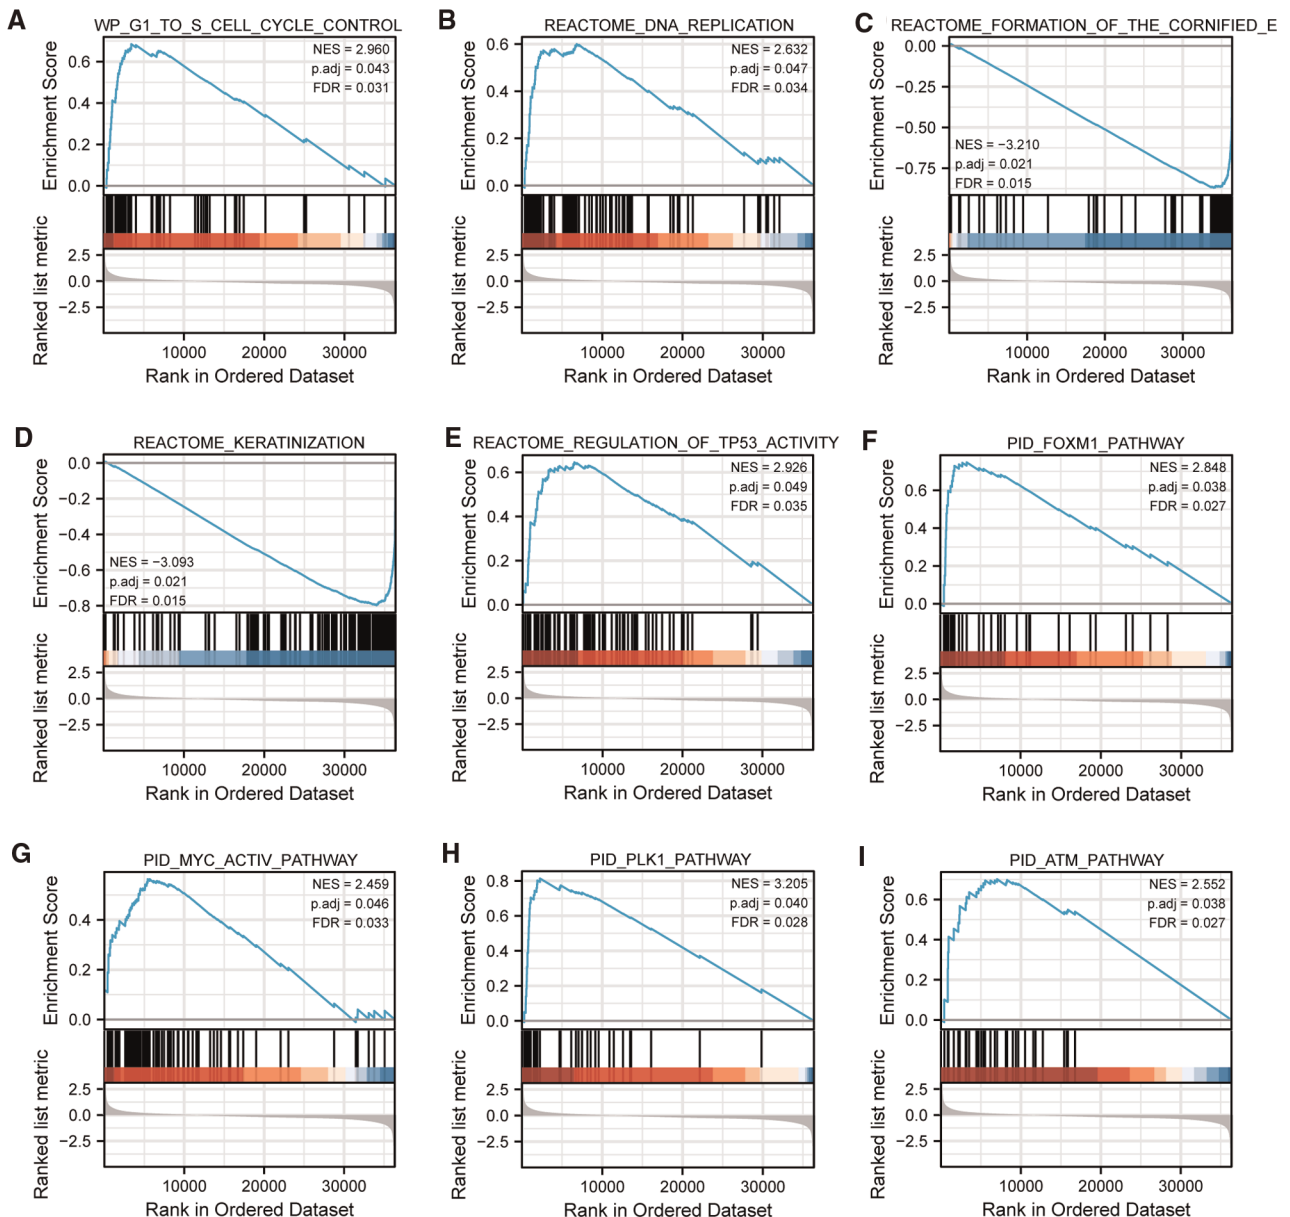 A
WP_G1_TO_S_CELL_CYCLE_CONTROL
NES = 2.960
p.adj = 0.043
FDR = 0.031
Enrichment Score
0.6
0.4
0.2
0.0
Ranked list metric
2.5
0.0
−2.5
10000 20000 30000
Rank in Ordered Dataset
B
REACTOME_DNA_REPLICATION
NES = 2.632
p.adj = 0.047
FDR = 0.034
Enrichment Score
0.6
0.4
0.2
0.0
Ranked list metric
2.5
0.0
−2.5
10000 20000 30000
Rank in Ordered Dataset
C
REACTOME_FORMATION_OF_THE_CORNIFIED_E
Enrichment Score
0.00
−0.25
−0.50
−0.75
NES = −3.210
p.adj = 0.021
FDR = 0.015
Ranked list metric
2.5
0.0
−2.5
10000 20000 30000
Rank in Ordered Dataset
D
REACTOME_KERATINIZATION
Enrichment Score
0.0
−0.2
−0.4
−0.6
−0.8
NES = −3.093
p.adj = 0.021
FDR = 0.015
Ranked list metric
2.5
0.0
−2.5
10000 20000 30000
Rank in Ordered Dataset
E
REACTOME_REGULATION_OF_TP53_ACTIVITY
NES = 2.926
p.adj = 0.049
FDR = 0.035
Enrichment Score
0.6
0.4
0.2
0.0
Ranked list metric
2.5
0.0
−2.5
10000 20000 30000
Rank in Ordered Dataset
F
PID_FOXM1_PATHWAY
NES = 2.848
p.adj = 0.038
FDR = 0.027
Enrichment Score
0.6
0.4
0.2
0.0
Ranked list metric
2.5
0.0
−2.5
10000 20000 30000
Rank in Ordered Dataset
G
PID_MYC_ACTIV_PATHWAY
NES = 2.459
p.adj = 0.046
FDR = 0.033
Enrichment Score
0.4
0.2
0.0
Ranked list metric
2.5
0.0
−2.5
10000 20000 30000
Rank in Ordered Dataset
H
PID_PLK1_PATHWAY
NES = 3.205
p.adj = 0.040
FDR = 0.028
Enrichment Score
0.8
0.6
0.4
0.2
0.0
Ranked list metric
2.5
0.0
−2.5
10000 20000 30000
Rank in Ordered Dataset
I
PID_ATM_PATHWAY
NES = 2.552
p.adj = 0.038
FDR = 0.027
Enrichment Score
0.6
0.4
0.2
0.0
Ranked list metric
2.5
0.0
−2.5
10000 20000 30000
Rank in Ordered Dataset